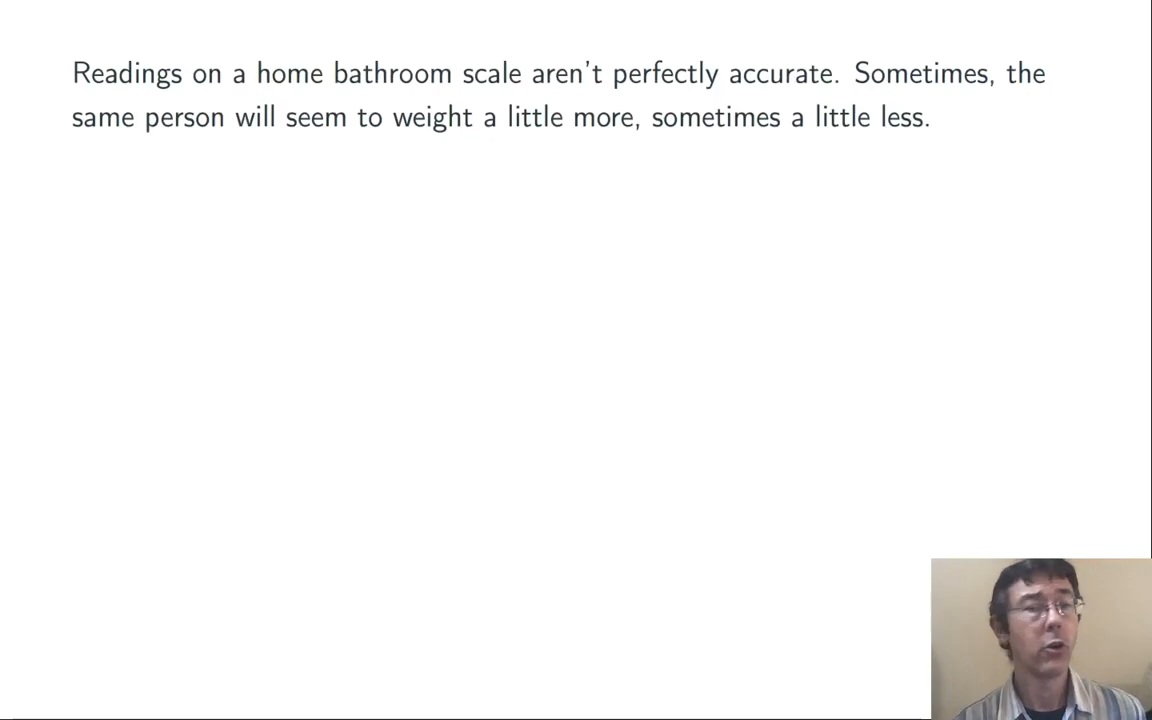 Readings on a home bathroom scale aren't perfectly accurate. Sometimes, the
same person will seem to weight a little more, sometimes a little less.